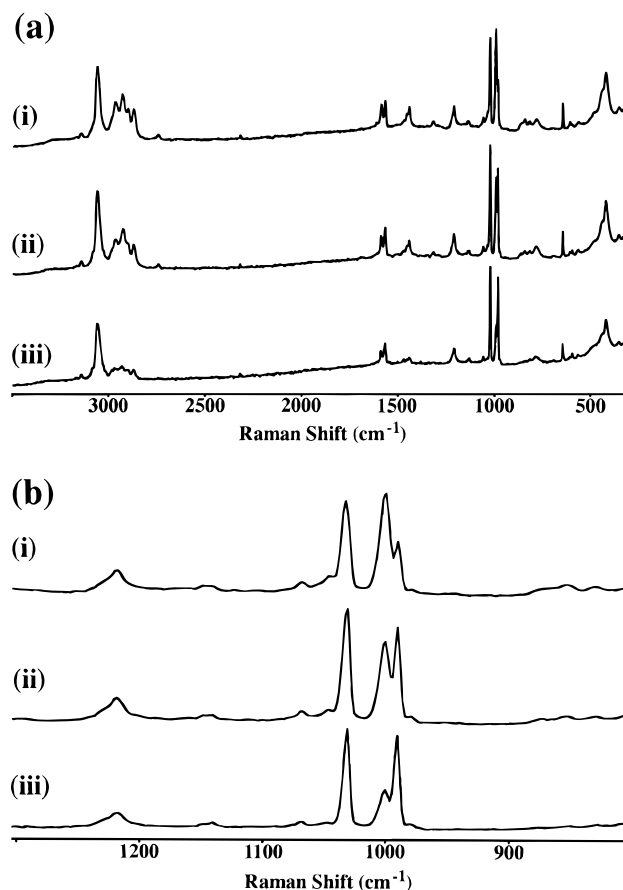 (a)
(i)
(ii)
(iii)
3000 2500 2000 1500 1000 500
Raman Shift (cm⁻¹)
(b)
(i)
(ii)
(iii)
1200 1100 1000 900
Raman Shift (cm⁻¹)